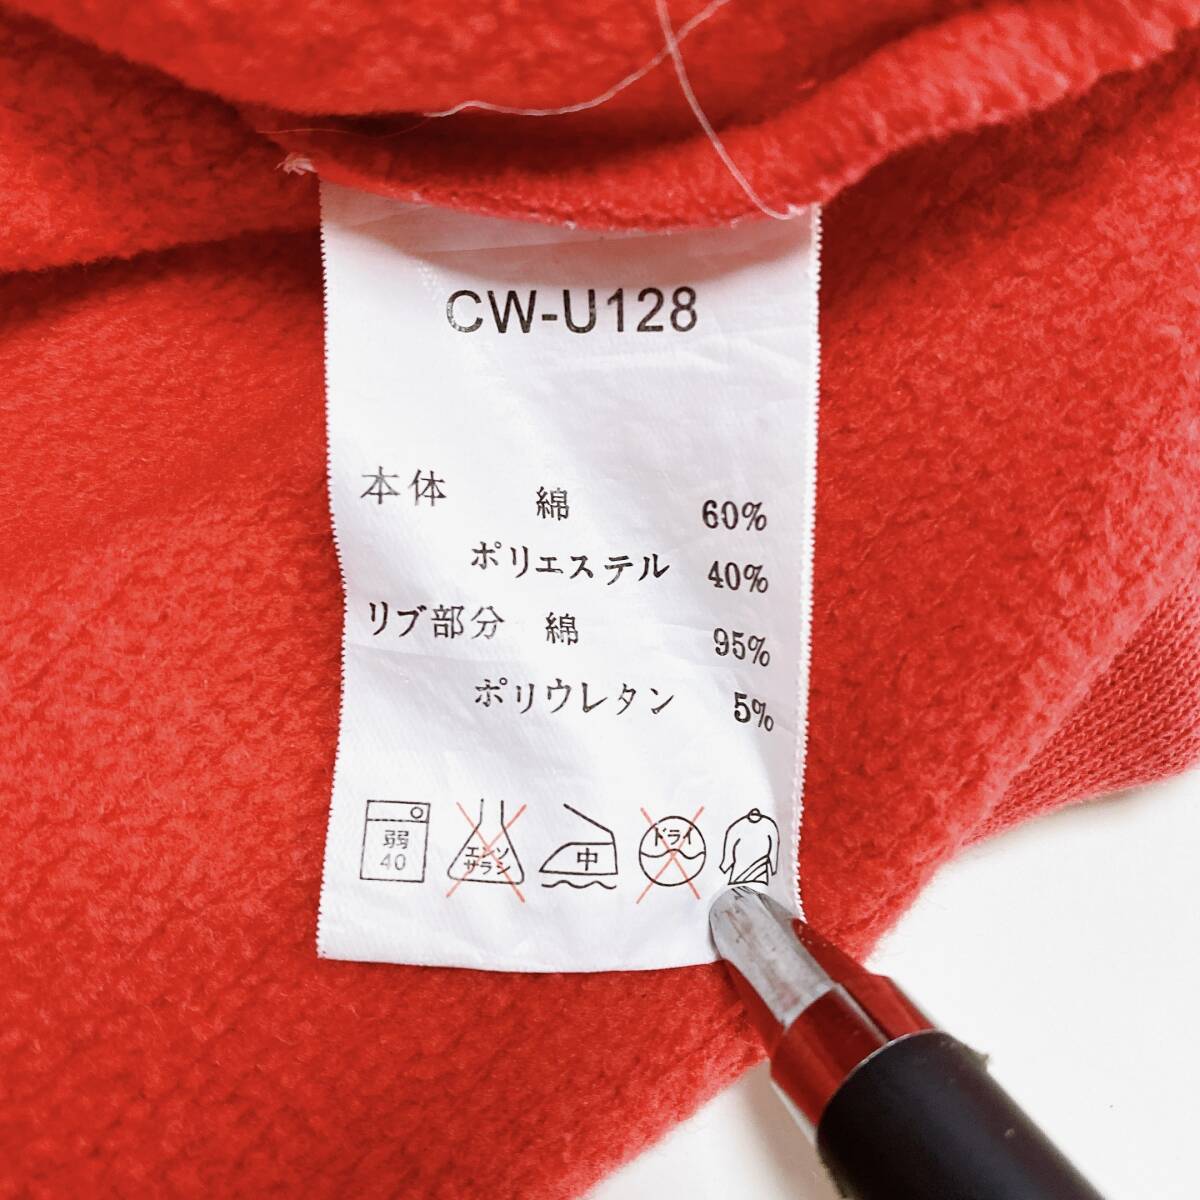 CW-U128
本体 綿 60%
ポリエステル 40%
リブ部分 綿 95%
ポリウレタン 5%
弱 40
エンソ サラシ
中
ドライ